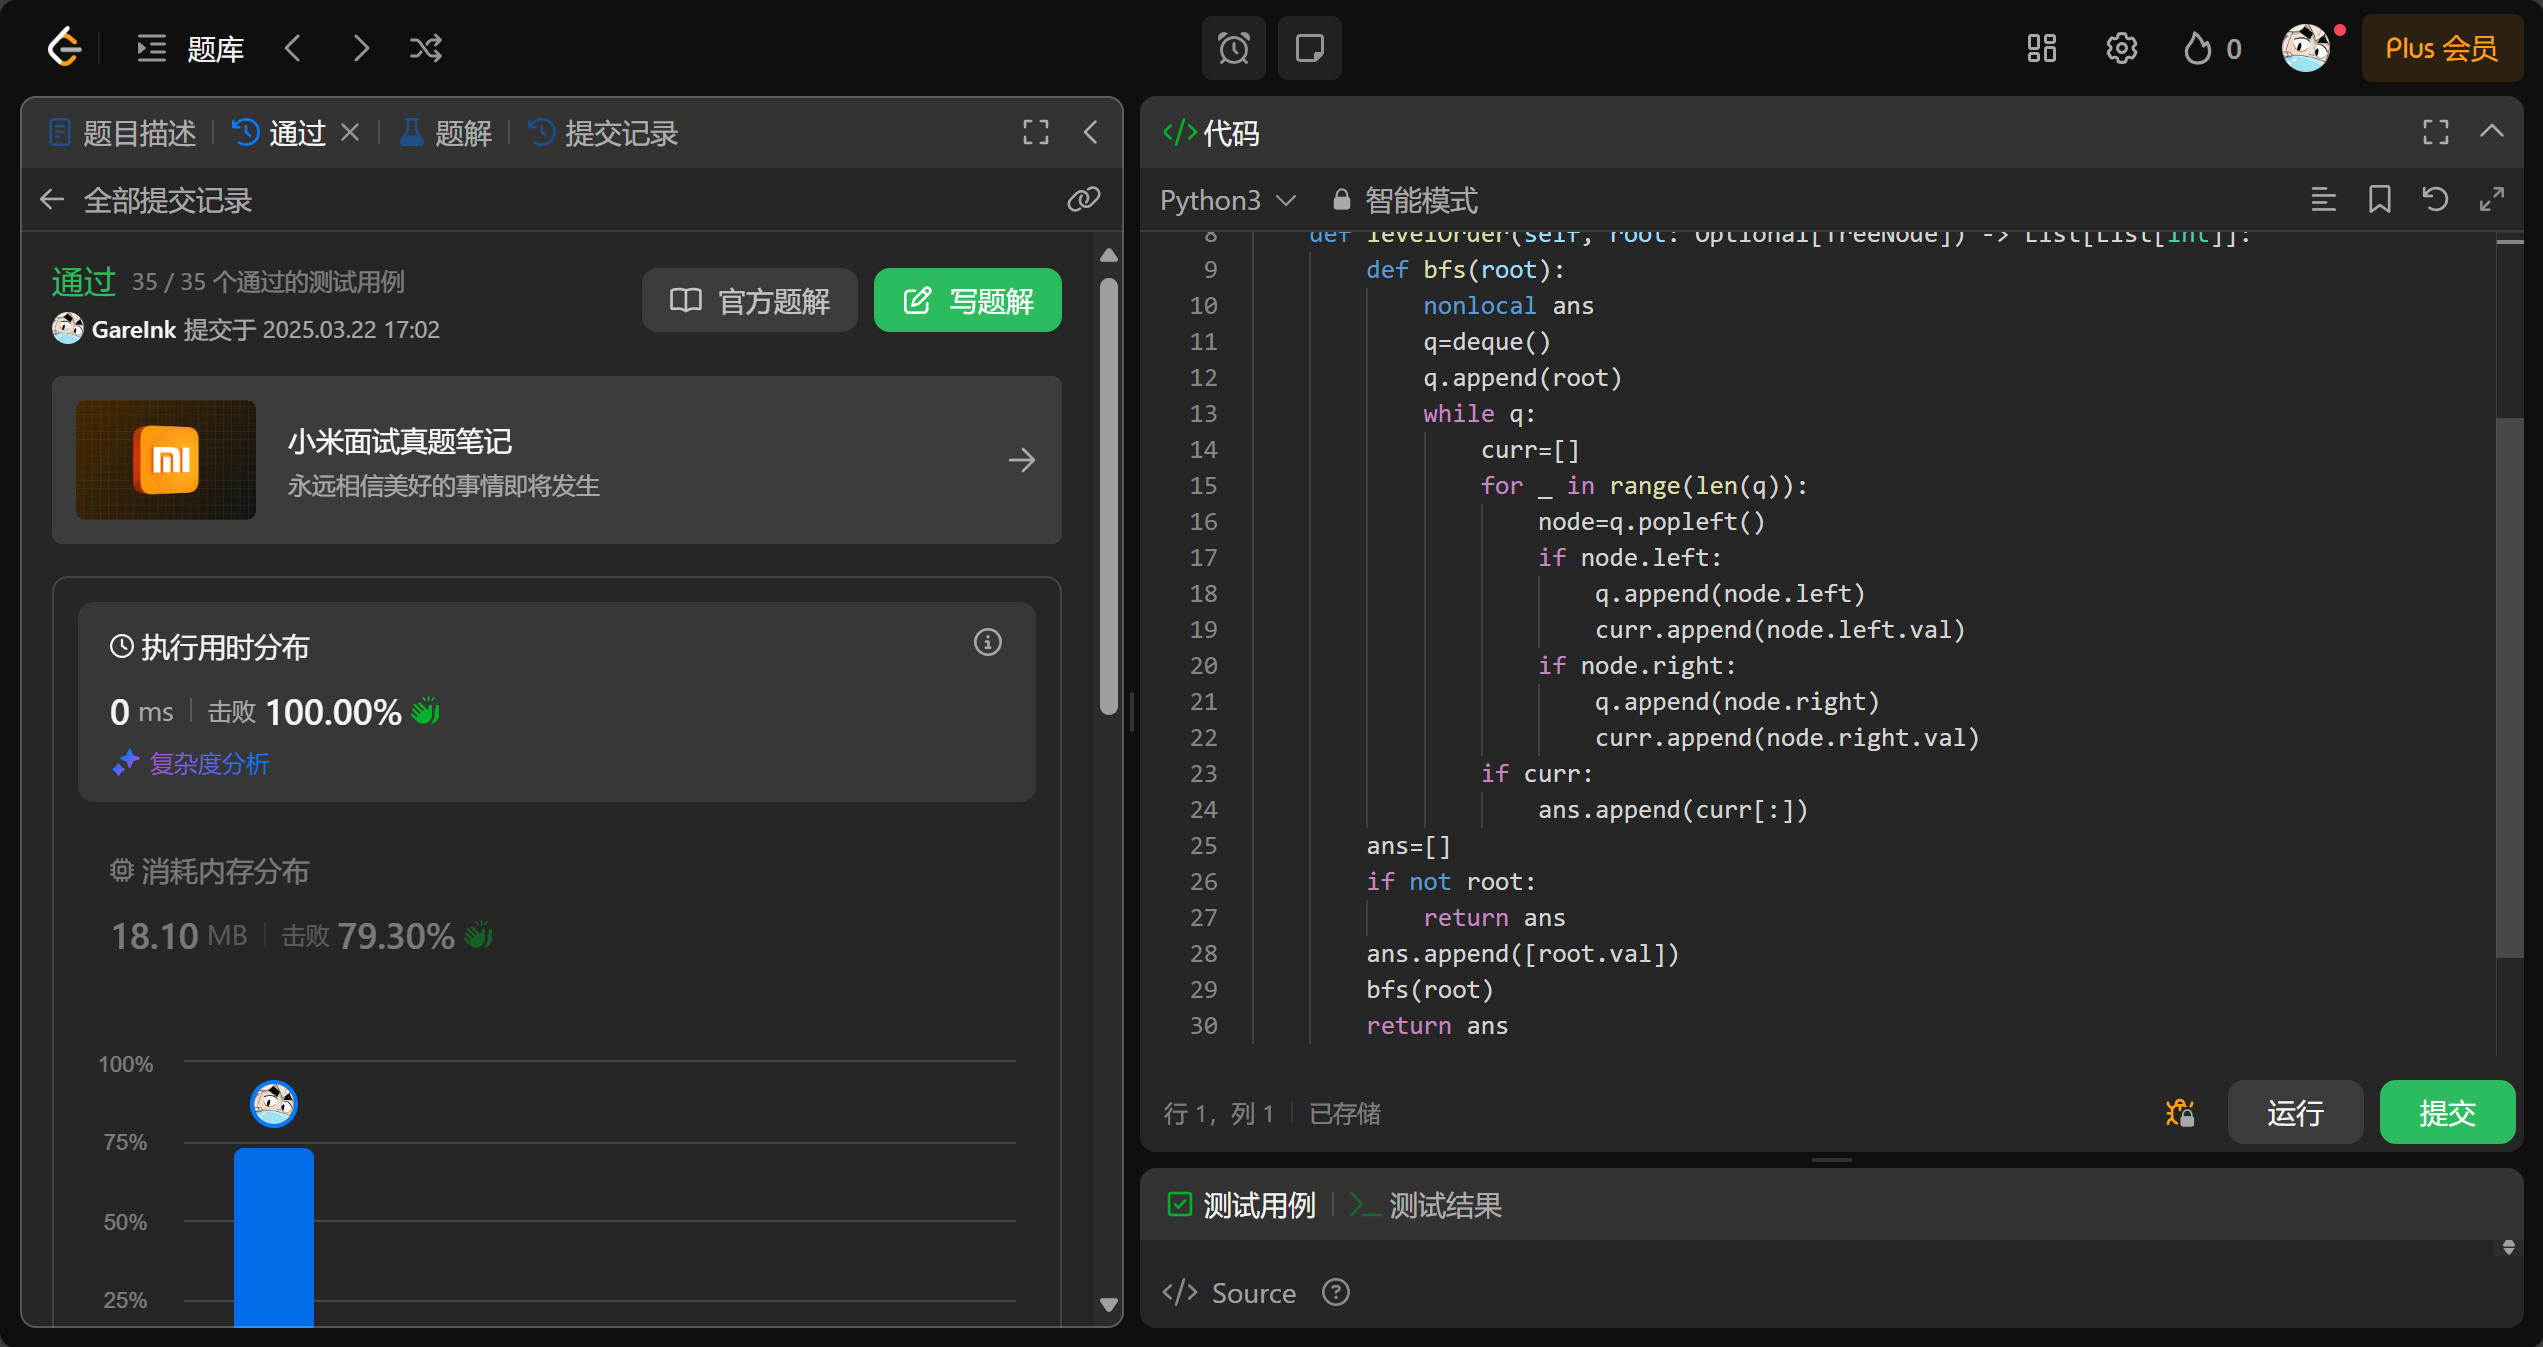 题库
0
Plus 会员
题目描述
通过
题解
提交记录
全部提交记录
通过 35 / 35 个通过的测试用例
GareInk 提交于 2025.03.22 17:02
官方题解
写题解
小米面试真题笔记
永远相信美好的事情即将发生
执行用时分布
0 ms 击败 100.00%
复杂度分析
消耗内存分布
18.10 MB 击败 79.30%
100%
75%
50%
25%
</>代码
Python3 智能模式
8 def levelOrder(self, root: Optional[TreeNode]) -> List[List[int]]:
9 def bfs(root):
10 nonlocal ans
11 q=deque()
12 q.append(root)
13 while q:
14 curr=[]
15 for _ in range(len(q)):
16 node=q.popleft()
17 if node.left:
18 q.append(node.left)
19 curr.append(node.left.val)
20 if node.right:
21 q.append(node.right)
22 curr.append(node.right.val)
23 if curr:
24 ans.append(curr[:])
25 ans=[]
26 if not root:
27 return ans
28 ans.append([root.val])
29 bfs(root)
30 return ans
行 1, 列 1 已存储
运行
提交
测试用例
>_ 测试结果
</> Source